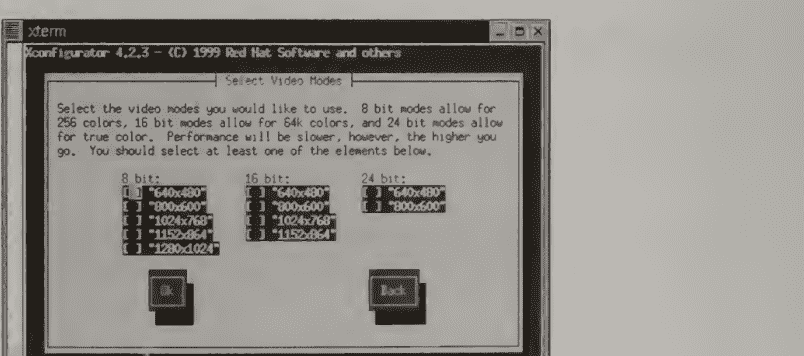 xterm
Xconfigurator 4.2.3 - (C) 1999 Red Hat Software and others
Select Video Modes
Select the video modes you would like to use.  8 bit modes allow for
256 colors, 16 bit modes allow for 64k colors, and 24 bit modes allow
for true color.  Performance will be slower, however, the higher you
go.  You should select at least one of the elements below.
8 bit: 16 bit: 24 bit:
[ ] "640x480" [ ] "640x480" [ ] "640x480"
[ ] "800x600" [ ] "800x600" [ ] "800x600"
[ ] "1024x768" [ ] "1024x768"
[ ] "1152x864" [ ] "1152x864"
[ ] "1280x1024"
Ok Back